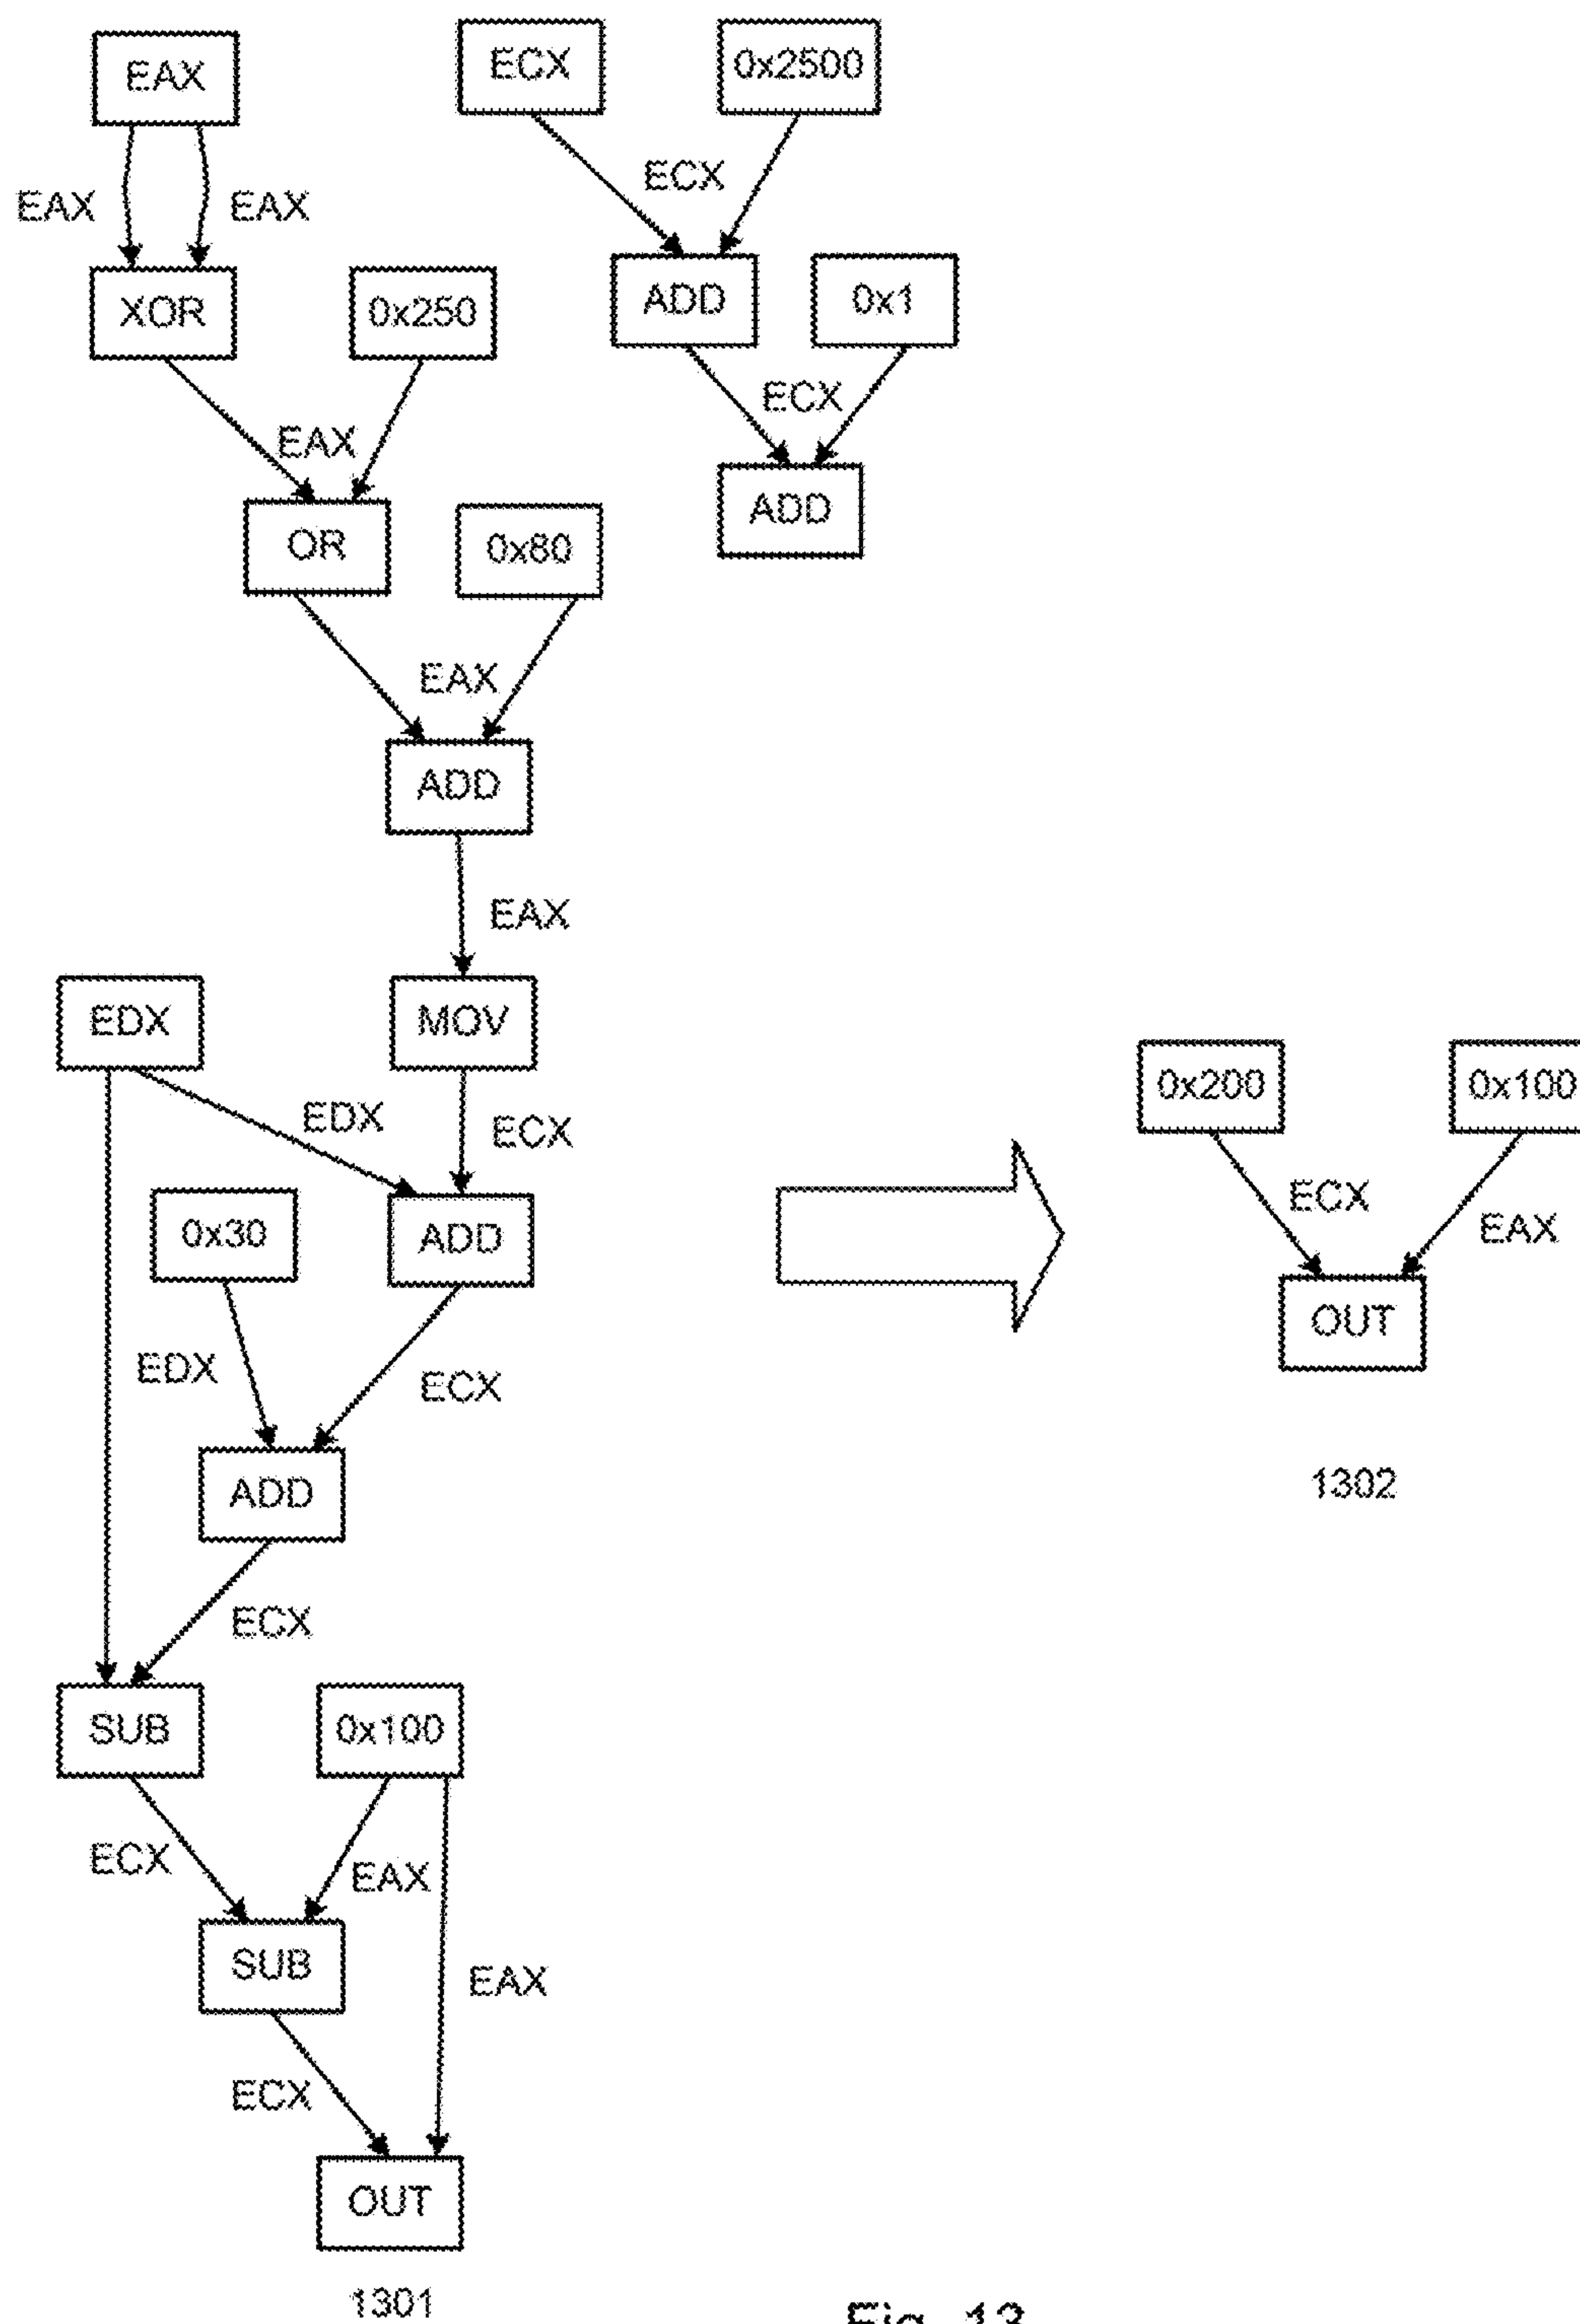 EAX
ECX
0x2500
EAX
EAX
ECX
XOR
0x250
ADD
0x1
EAX
ECX
OR
0x80
ADD
EAX
ADD
EAX
EDX
MOV
EDX
ECX
0x30
ADD
EDX
ECX
ADD
ECX
SUB
0x100
ECX
EAX
SUB
EAX
ECX
OUT
1301
0x200
0x100
ECX
EAX
OUT
1302
Fig. 13